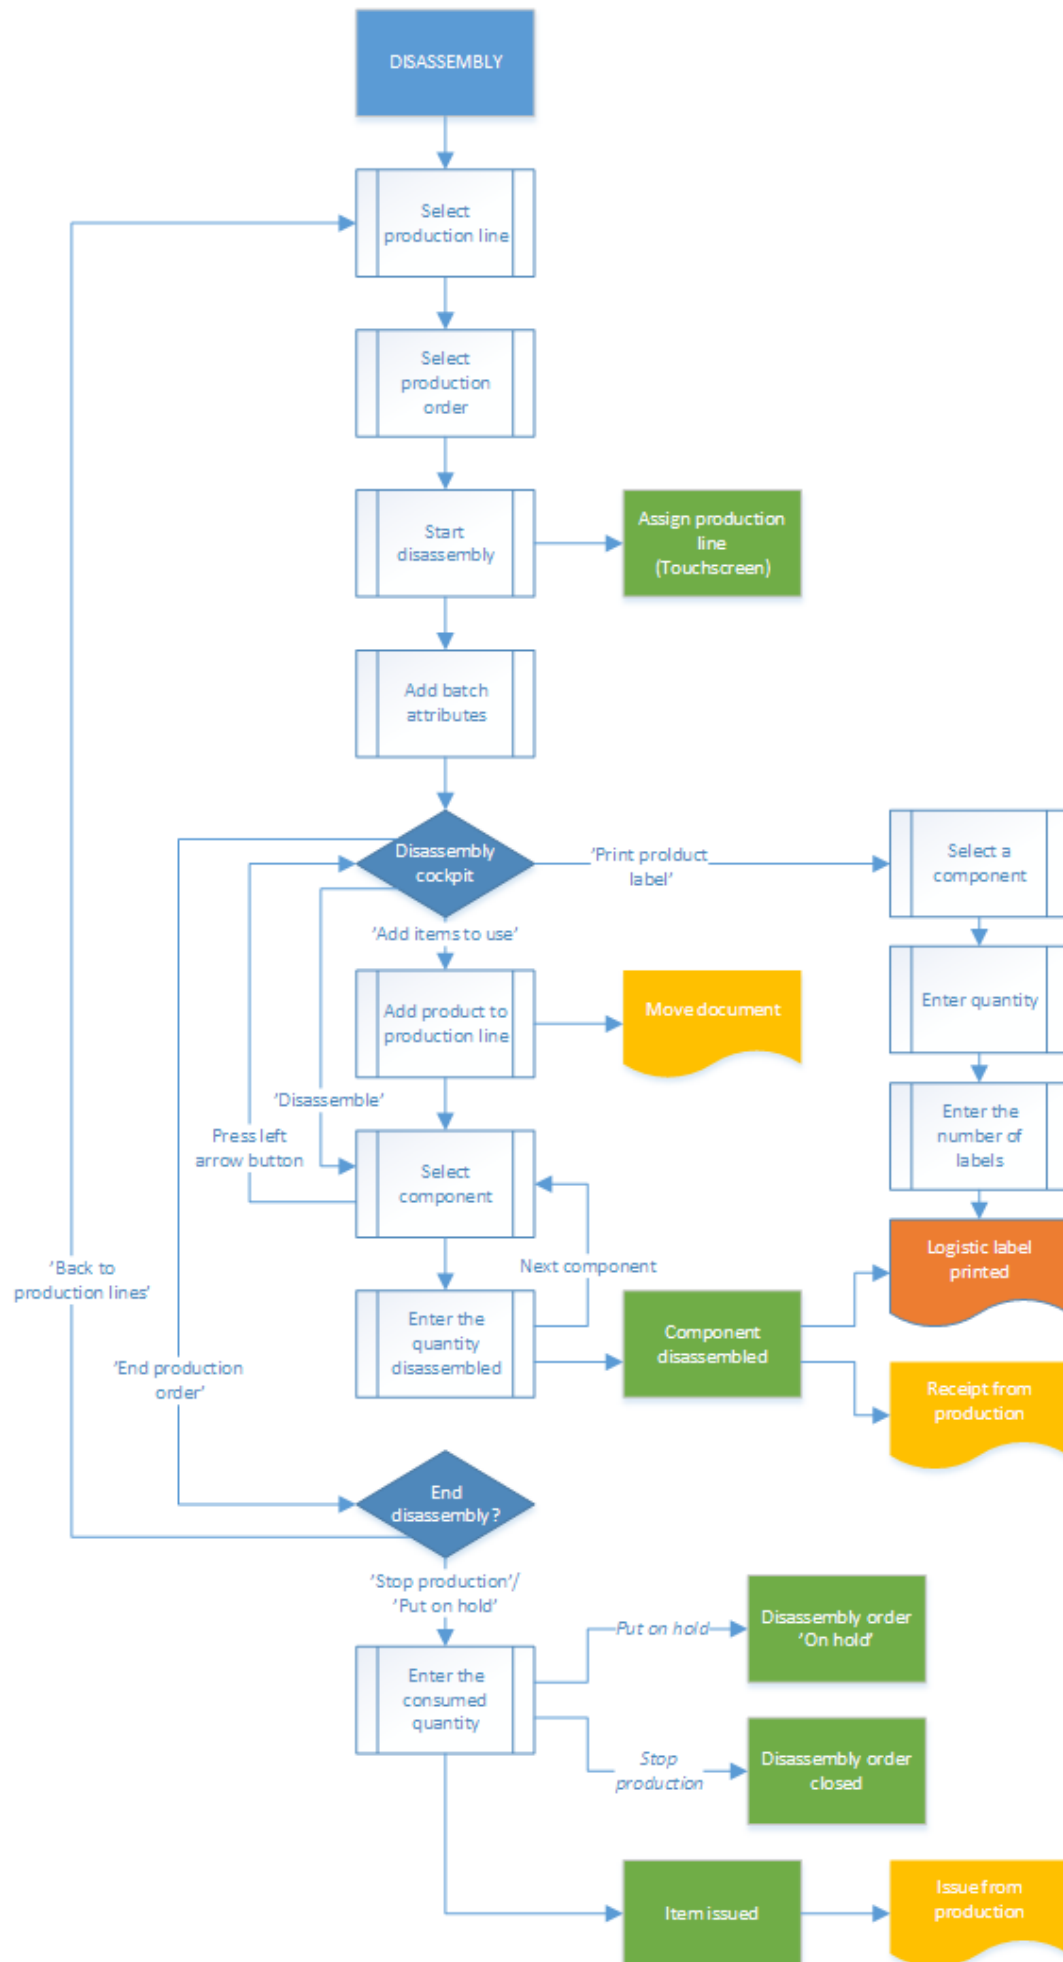 DISASSEMBLY
Select
production line
Select
production
order
Start
disassembly
Assign production
line
(Touchscreen)
Add batch
attributes
Disassembly
cockpit
'Print prolduct
label'
Select a
component
'Add items to use'
Enter quantity
Add product to
production line
Move document
'Disassemble'
Enter the
number of
labels
Press left
arrow button
Select
component
Logistic label
printed
Next component
'Back to
production lines'
Enter the
quantity
disassembled
Component
disassembled
'End production
order'
Receipt from
production
End
disassembly?
'Stop production'/
'Put on hold'
Put on hold
Disassembly order
'On hold'
Enter the
consumed
quantity
Stop
production
Disassembly order
closed
Item issued
Issue from
production